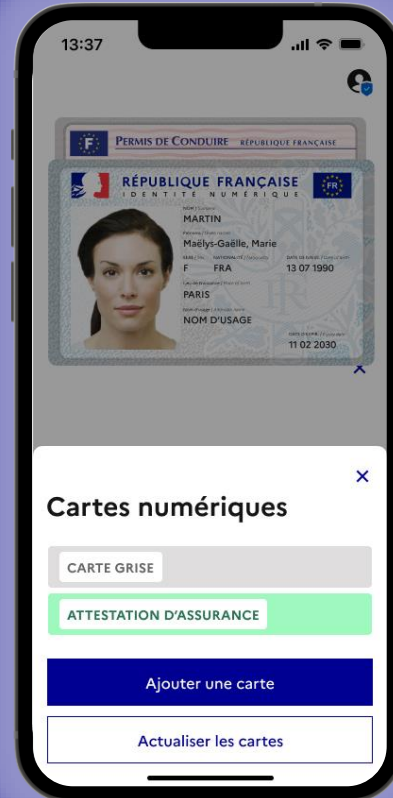 13:37
F
PERMIS DE CONDUIRE RÉPUBLIQUE FRANÇAISE
RÉPUBLIQUE FRANÇAISE
IDENTITÉ NUMÉRIQUE
FR
MARTIN
Maëlys-Gaëlle, Marie
F FRA 13 07 1990
PARIS
NOM D'USAGE
11 02 2030
Cartes numériques
CARTE GRISE
ATTESTATION D'ASSURANCE
Ajouter une carte
Actualiser les cartes